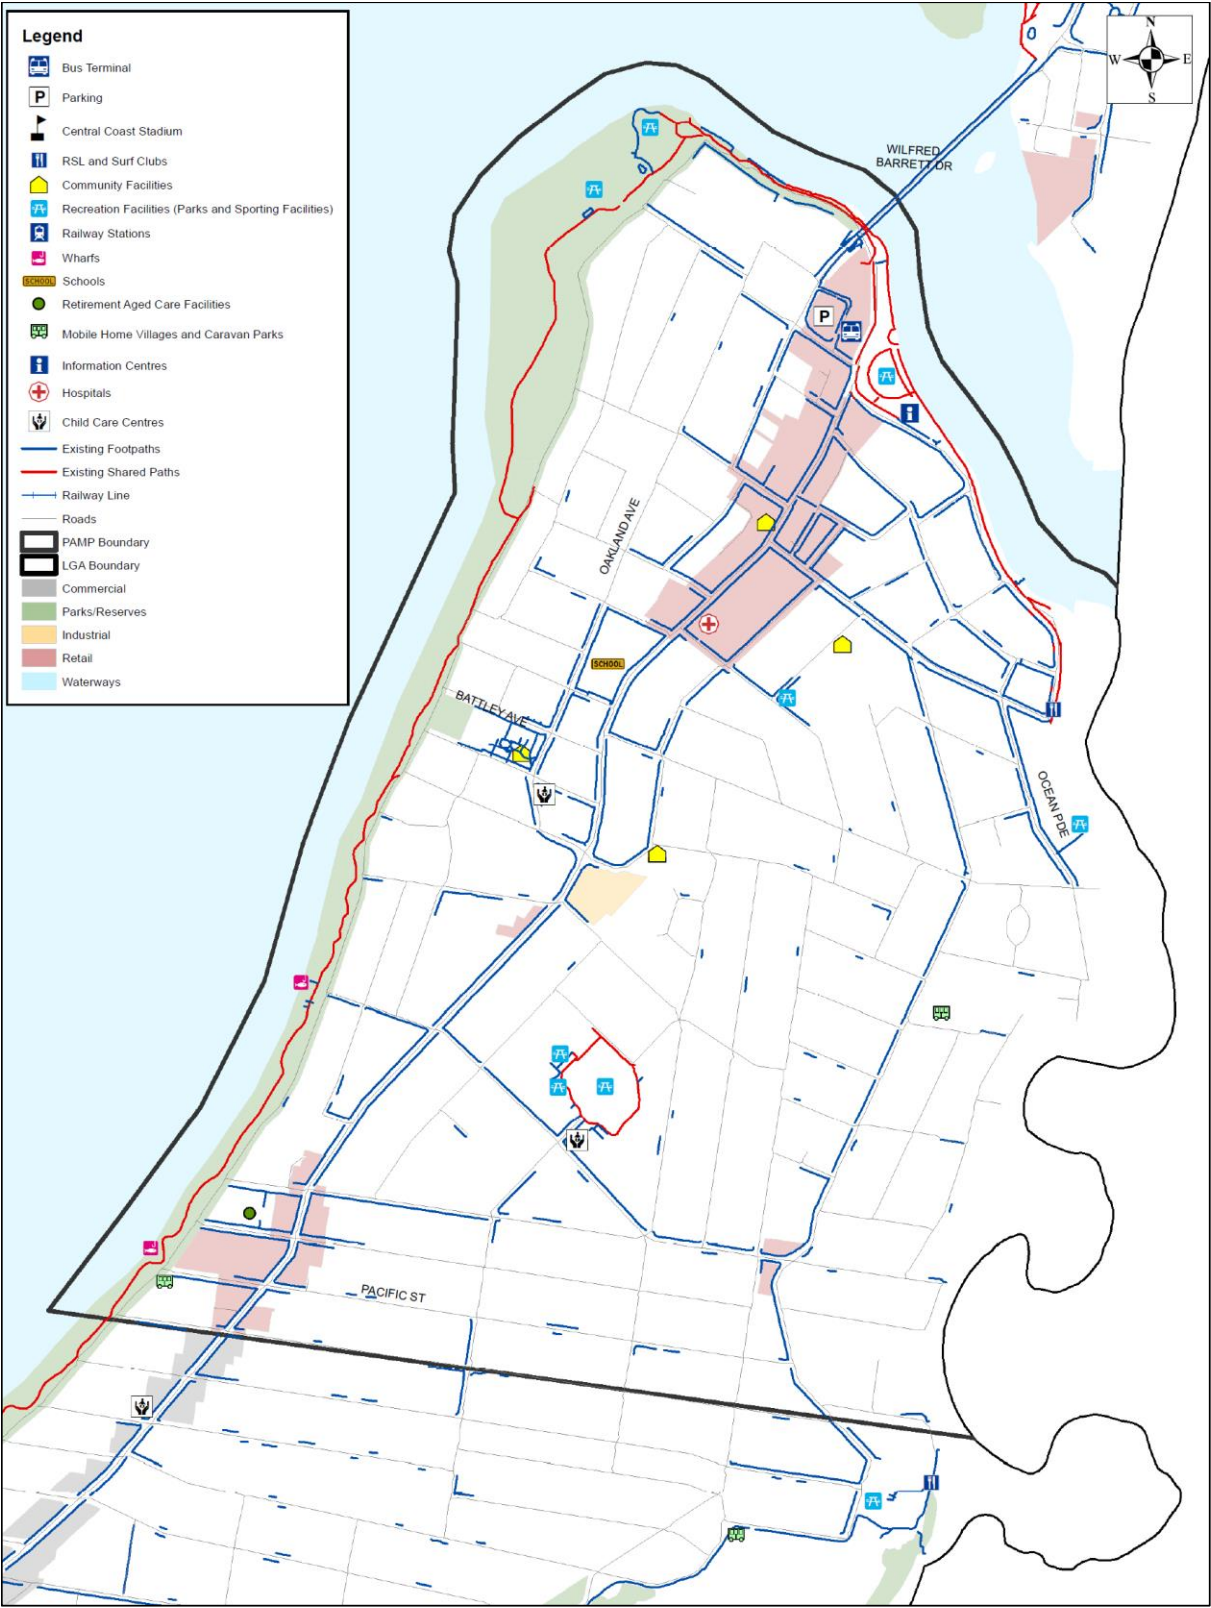 Legend
Bus Terminal
P
Parking
Central Coast Stadium
RSL and Surf Clubs
Community Facilities
Recreation Facilities (Parks and Sporting Facilities)
Railway Stations
Wharfs
SCHOOL
Schools
Retirement Aged Care Facilities
Mobile Home Villages and Caravan Parks
i
Information Centres
Hospitals
Child Care Centres
Existing Footpaths
Existing Shared Paths
Railway Line
Roads
PAMP Boundary
LGA Boundary
Commercial
Parks/Reserves
Industrial
Retail
Waterways
N
W
E
S
WILFRED
BARRETT DR
P
i
OAKLAND AVE
SCHOOL
BATTLEY AVE
OCEAN PDE
PACIFIC ST